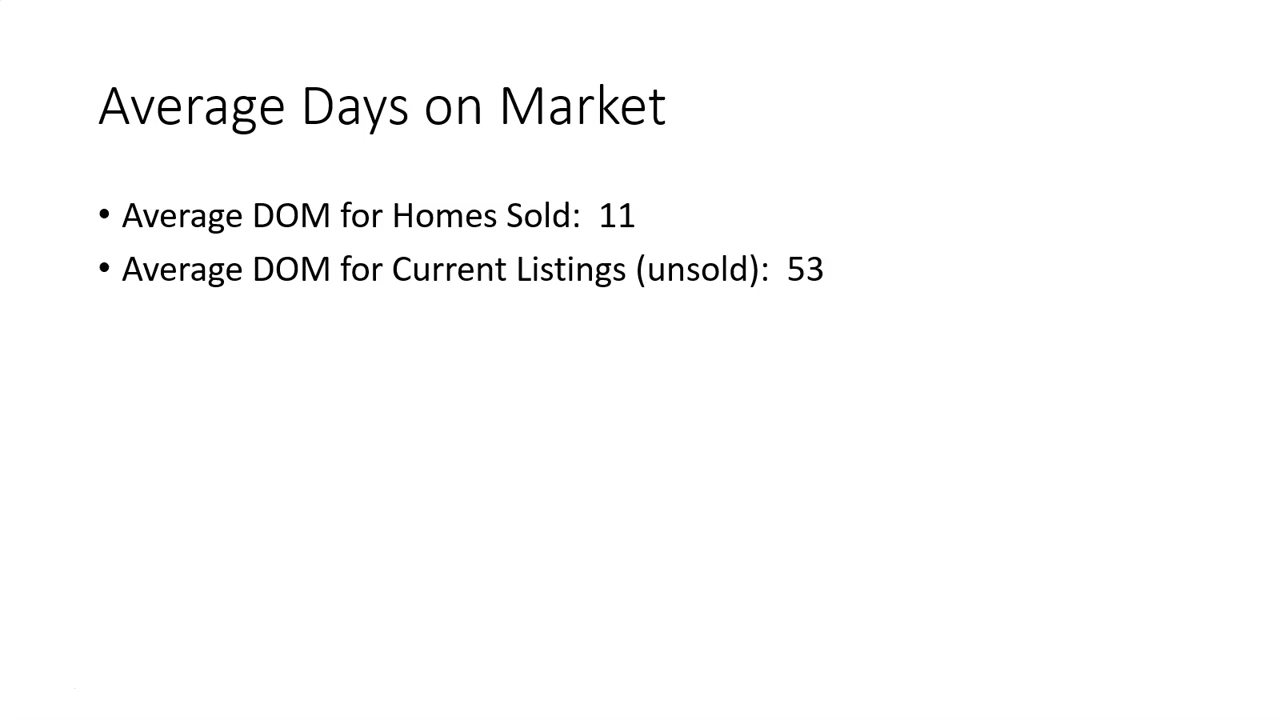 Average Days on Market
• Average DOM for Homes Sold:  11
• Average DOM for Current Listings (unsold):  53